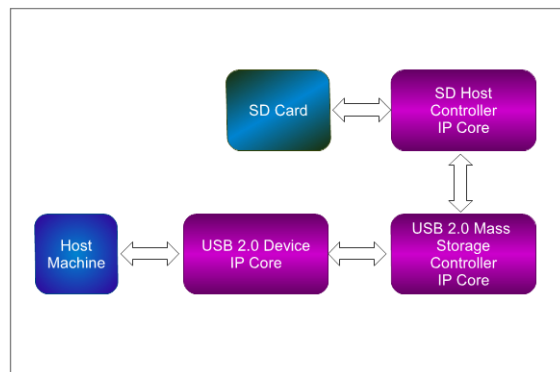 SD Card
SD Host
Controller
IP Core
Host
Machine
USB 2.0 Device
IP Core
USB 2.0 Mass
Storage
Controller
IP Core